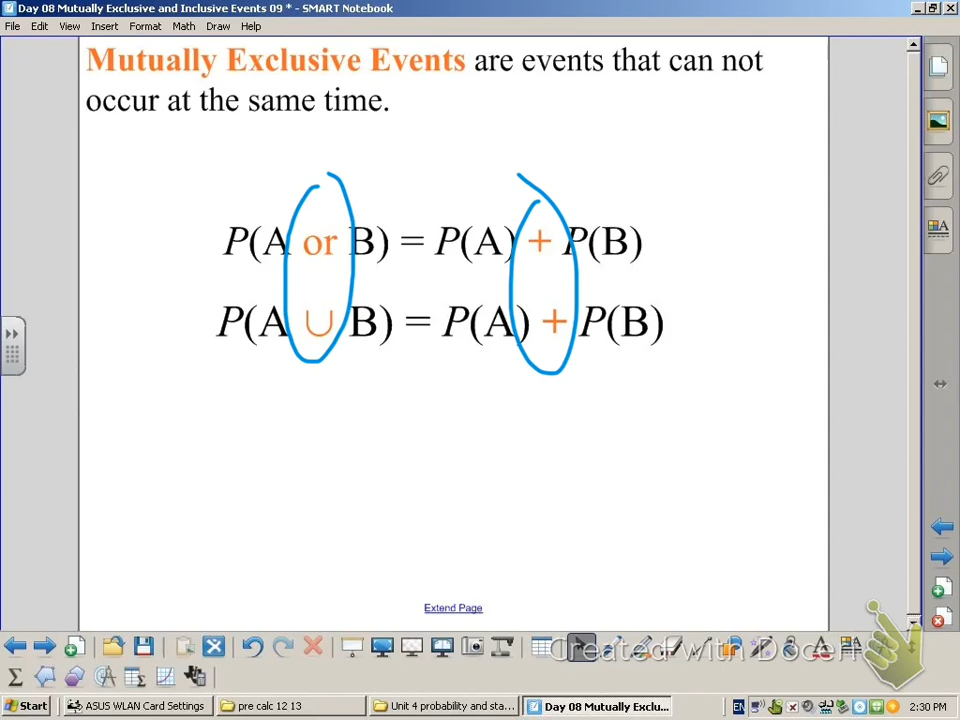 Day 08 Mutually Exclusive and Inclusive Events 09 * - SMART Notebook
File Edit View Insert Format Math Draw Help
Mutually Exclusive Events are events that can not
occur at the same time.
P(A or B) = P(A) + P(B)
P(A ∪ B) = P(A) + P(B)
Extend Page
Created with Doceri
Start ASUS WLAN Card Settings pre calc 12 13 Unit 4 probability and sta... Day 08 Mutually Exclu... EN 2:30 PM